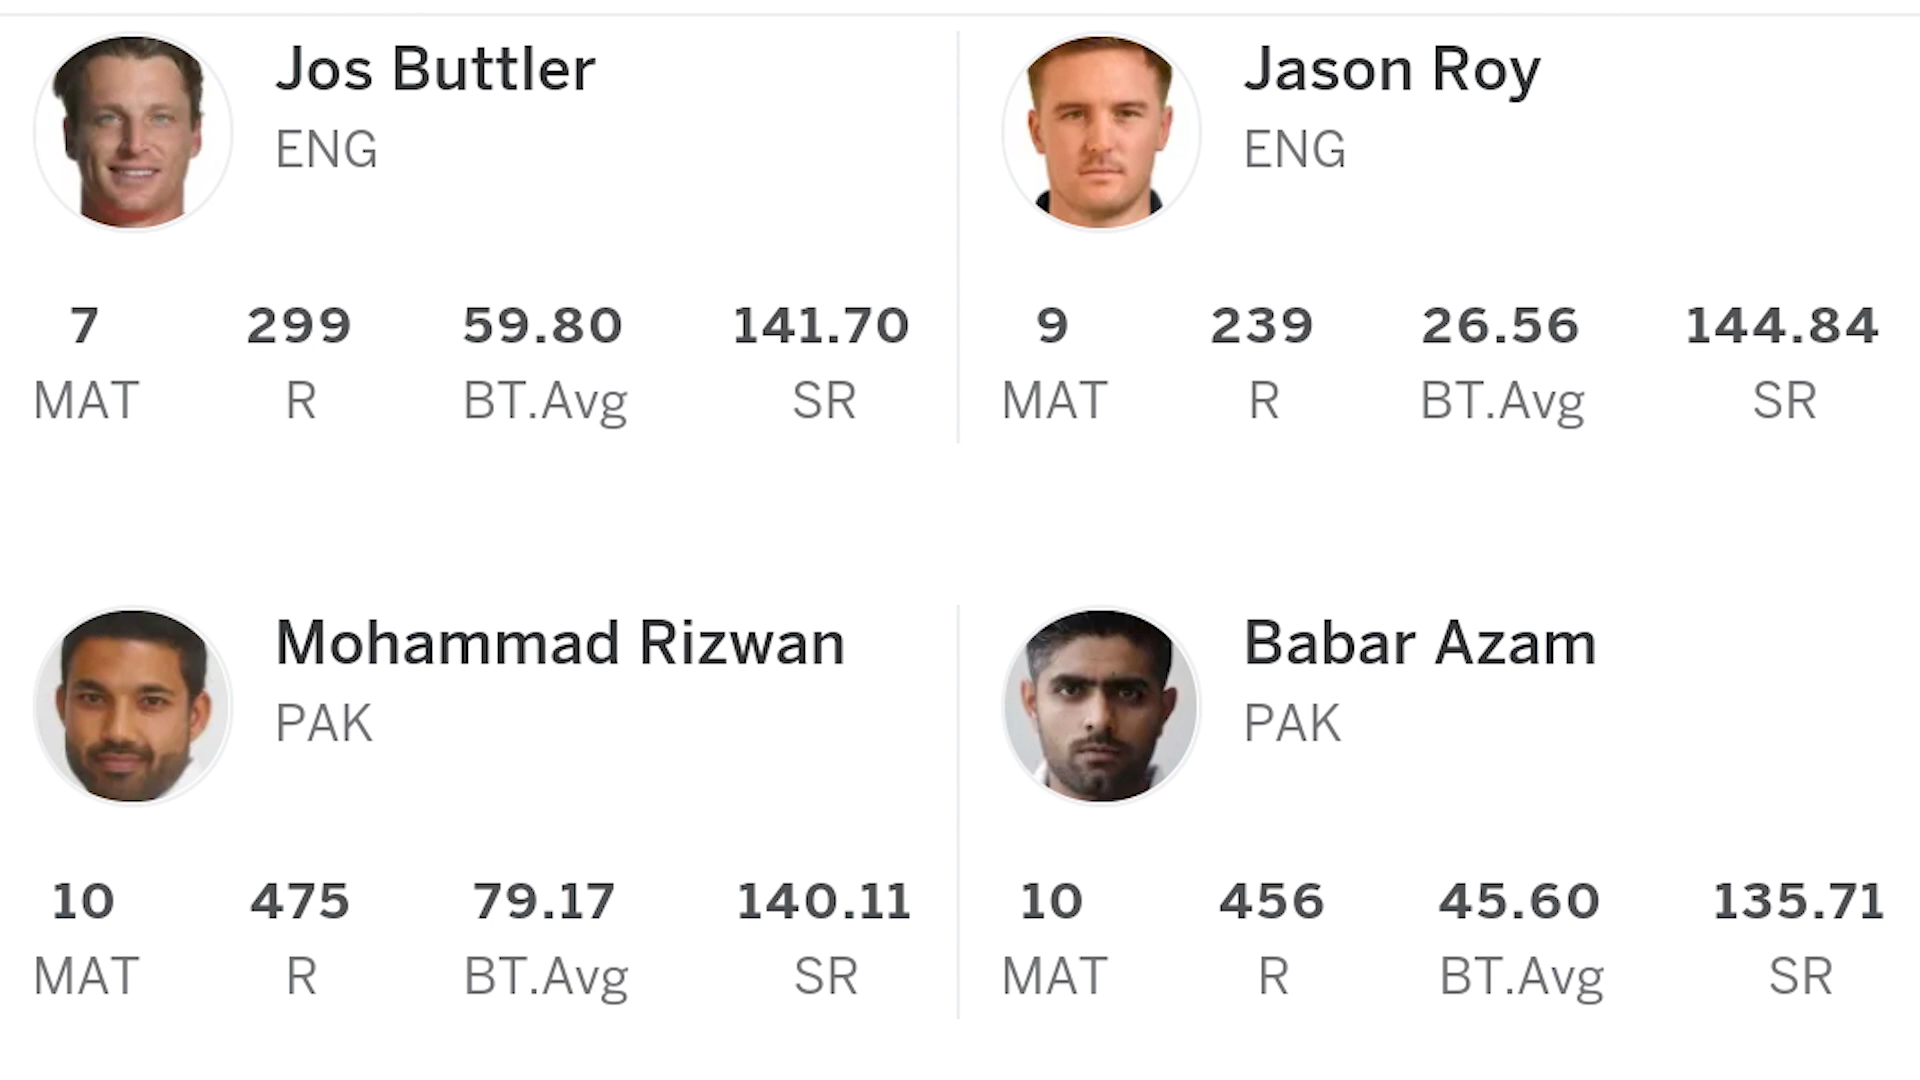 Jos Buttler
ENG
7 299 59.80 141.70
MAT R BT.Avg SR
Jason Roy
ENG
9 239 26.56 144.84
MAT R BT.Avg SR
Mohammad Rizwan
PAK
10 475 79.17 140.11
MAT R BT.Avg SR
Babar Azam
PAK
10 456 45.60 135.71
MAT R BT.Avg SR